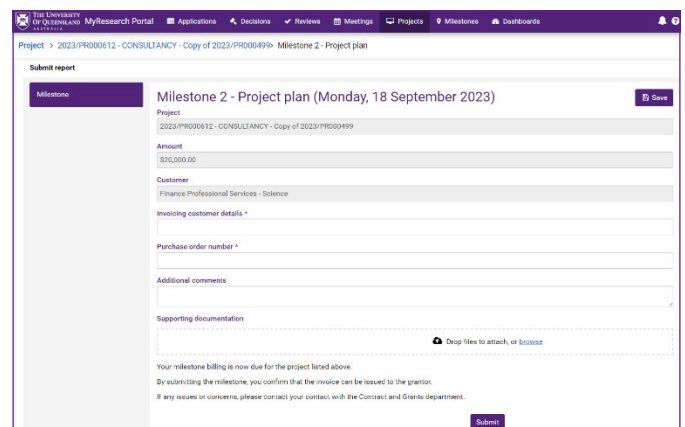 THE UNIVERSITY
OF QUEENSLAND
AUSTRALIA
MyResearch Portal Applications Decisions Reviews Meetings Projects Milestones Dashboards
Project > 2023/PR000612 - CONSULTANCY - Copy of 2023/PR000499> Milestone 2 - Project plan
Submit report
Milestone
Milestone 2 - Project plan (Monday, 18 September 2023)
Save
Project
2023/PR000612 - CONSULTANCY - Copy of 2023/PR000499
Amount
$20,000.00
Customer
Finance Professional Services - Science
Invoicing customer details *
Purchase order number *
Additional comments
Supporting documentation
Drop files to attach, or browse
Your milestone billing is now due for the project listed above.
By submitting the milestone, you confirm that the invoice can be issued to the grantor.
If any issues or concerns, please contact your contact with the Contract and Grants department.
Submit